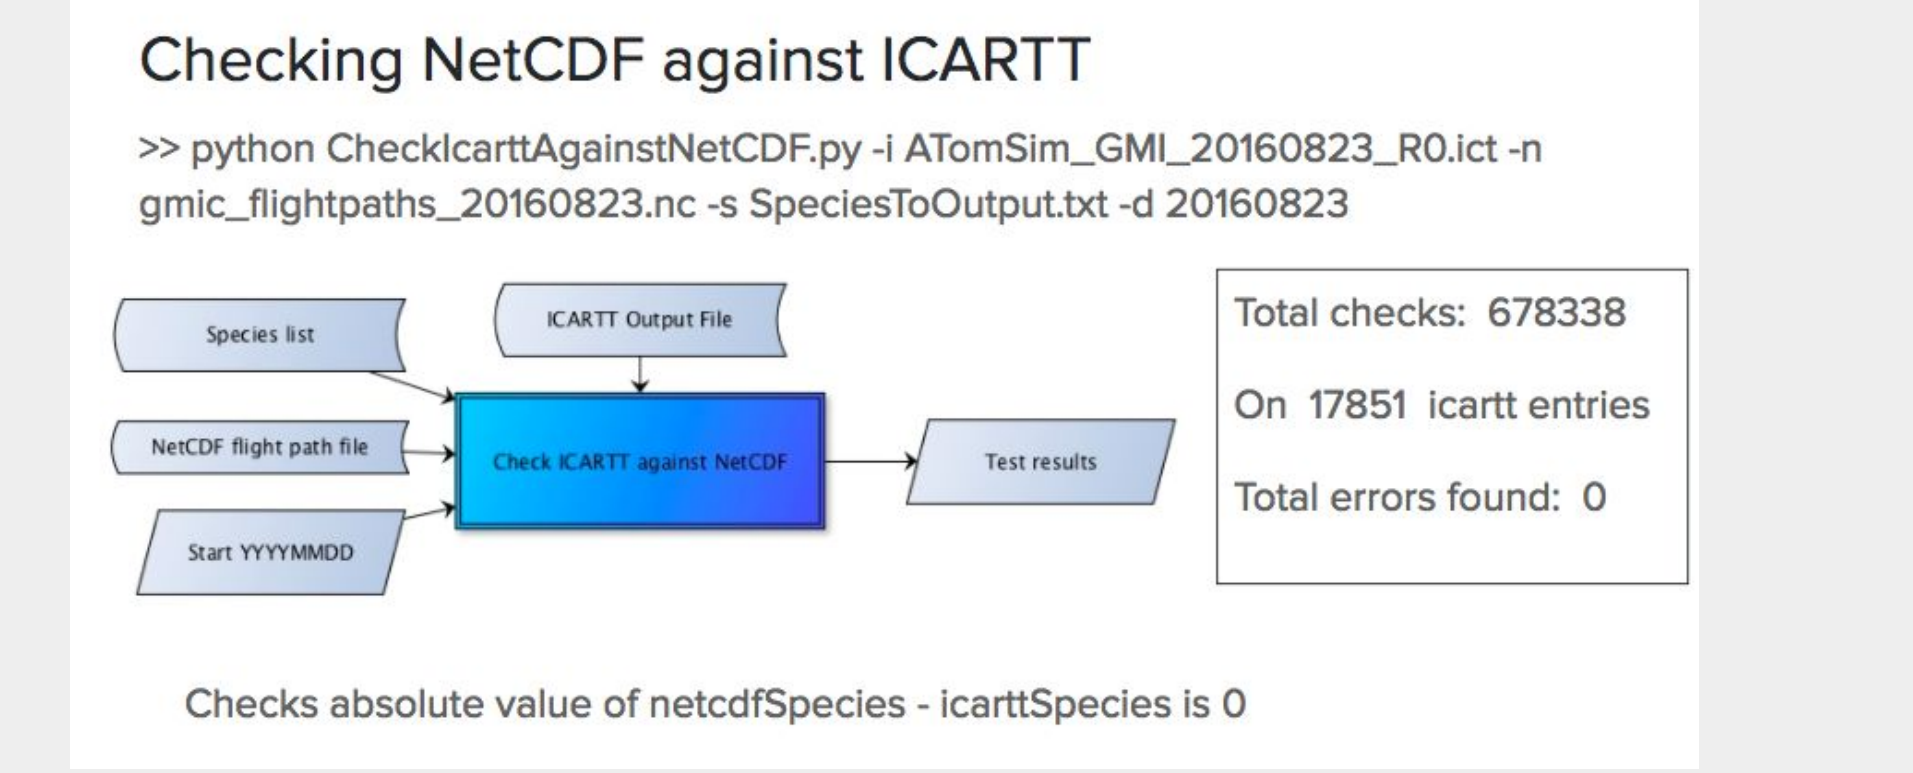 Checking NetCDF against ICARTT
>> python CheckIcarttAgainstNetCDF.py -i ATomSim_GMI_20160823_R0.ict -n
gmic_flightpaths_20160823.nc -s SpeciesToOutput.txt -d 20160823
Species list
ICARTT Output File
NetCDF flight path file
Check ICARTT against NetCDF
Start YYYYMMDD
Test results
Total checks: 678338
On 17851 icartt entries
Total errors found: 0
Checks absolute value of netcdfSpecies - icarttSpecies is 0